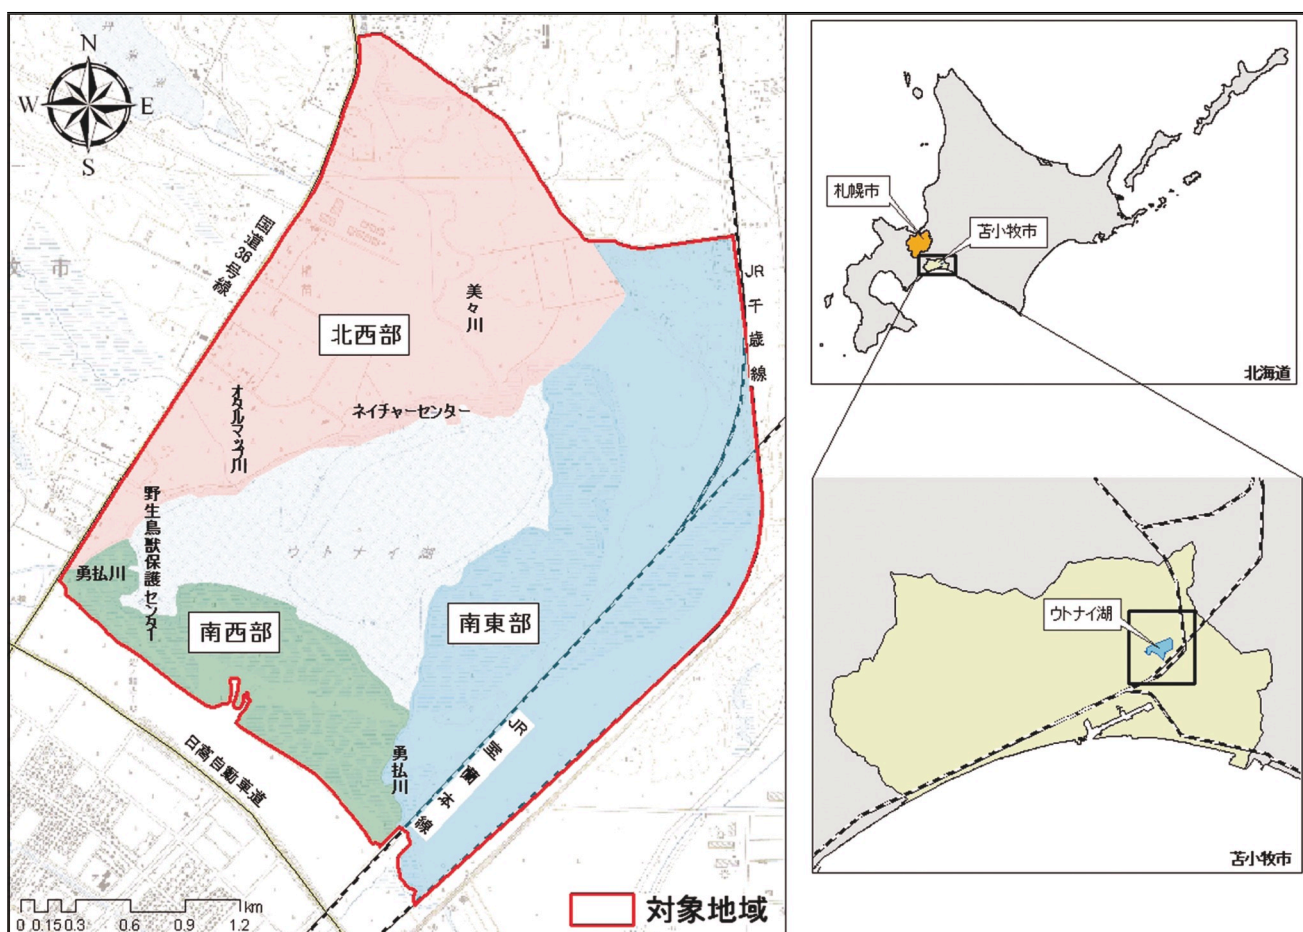 N
W
E
S
国道36号線
牧市
北西部
美々川
JR千歳線
オタルマップ川
ネイチャーセンター
野生鳥獣保護センター
ウトナイ湖
勇払川
南西部
南東部
勇払川
JR室蘭本線
日高自動車道
km
0 0.15 0.3 0.6 0.9 1.2
対象地域
札幌市
苫小牧市
北海道
ウトナイ湖
苫小牧市